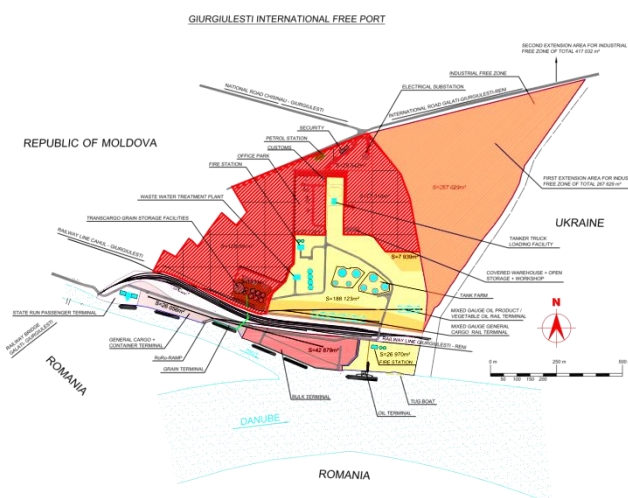 GIURGIULESTI INTERNATIONAL FREE PORT
SECOND EXTENSION AREA FOR INDUSTRIAL
FREE ZONE OF TOTAL 417 032 m²
INDUSTRIAL FREE ZONE
ELECTRICAL SUBSTATION
NATIONAL ROAD CHISINAU - GIURGIULESTI
INTERNATIONAL ROAD GALATI-GIURGIULESTI-RENI
SECURITY
PETROL STATION
CUSTOMS
OFFICE PARK
FIRE STATION
REPUBLIC OF MOLDOVA
WASTE WATER TREATMENT PLANT
TRANSCARGO GRAIN STORAGE FACILITIES
RAILWAY LINE CAHUL - GIURGIULESTI
FIRST EXTENSION AREA FOR INDUS
FREE ZONE OF TOTAL 267 629 m²
S=267 629m²
UKRAINE
TANKER TRUCK
LOADING FACILITY
S=7 939m²
COVERED WAREHOUSE + OPEN
STORAGE + WORKSHOP
TANK FARM
S=188 123m²
MIXED GAUGE OIL PRODUCT /
VEGETABLE OIL RAIL TERMINAL
MIXED GAUGE GENERAL
CARGO RAIL TERMINAL
STATE RUN PASSENGER TERMINAL
RAILWAY BRIDGE
GALATI-GIURGIULESTI
GENERAL CARGO +
CONTAINER TERMINAL
RoRo-RAMP
GRAIN TERMINAL
RAILWAY LINE GIURGIULESTI - RENI
S=42 979m²
S=26 970m²
FIRE STATION
BULK TERMINAL
OIL TERMINAL
TUG BOAT
N
0 250 m 500 m
50 100 150 200
ROMANIA
DANUBE
ROMANIA